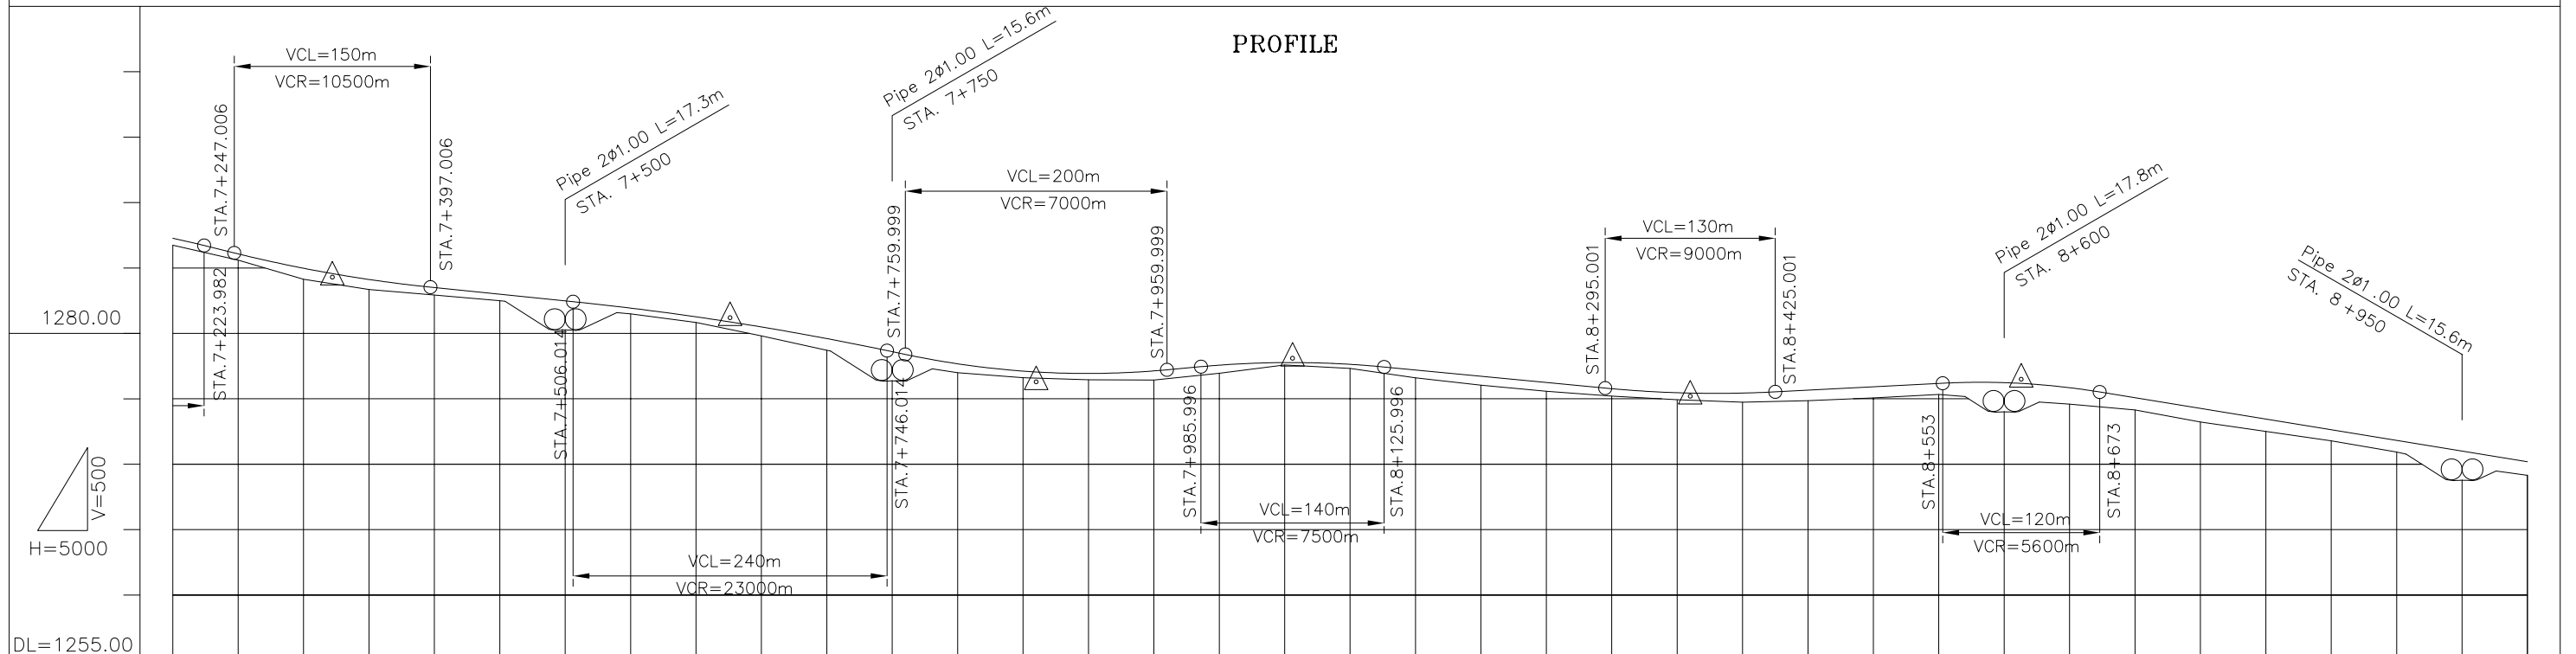 PROFILE
VCL=150m
VCR=10500m
STA.7+247.006
STA.7+397.006
STA.7+223.982
Pipe 2ø1.00 L=17.3m
STA. 7+500
STA.7+506.014
Pipe 2ø1.00 L=15.6m
STA. 7+750
STA.7+759.999
STA.7+746.014
VCL=240m
VCR=23000m
VCL=200m
VCR=7000m
STA.7+959.999
STA.7+985.996
STA.8+125.996
VCL=140m
VCR=7500m
VCL=130m
VCR=9000m
STA.8+295.001
STA.8+425.001
Pipe 2ø1.00 L=17.8m
STA. 8+600
STA.8+553
STA.8+673
VCL=120m
VCR=5600m
Pipe 2ø1.00 L=15.6m
STA. 8 +950
1280.00
V=500
H=5000
DL=1255.00